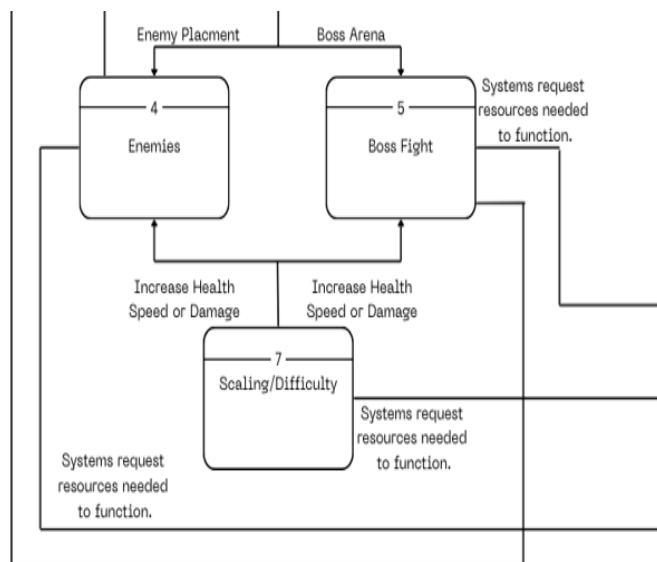 Enemy Placment
Boss Arena
4
Enemies
5
Boss Fight
Systems request
resources needed
to function.
Increase Health
Speed or Damage
Increase Health
Speed or Damage
7
Scaling/Difficulty
Systems request
resources needed
to function.
Systems request
resources needed
to function.